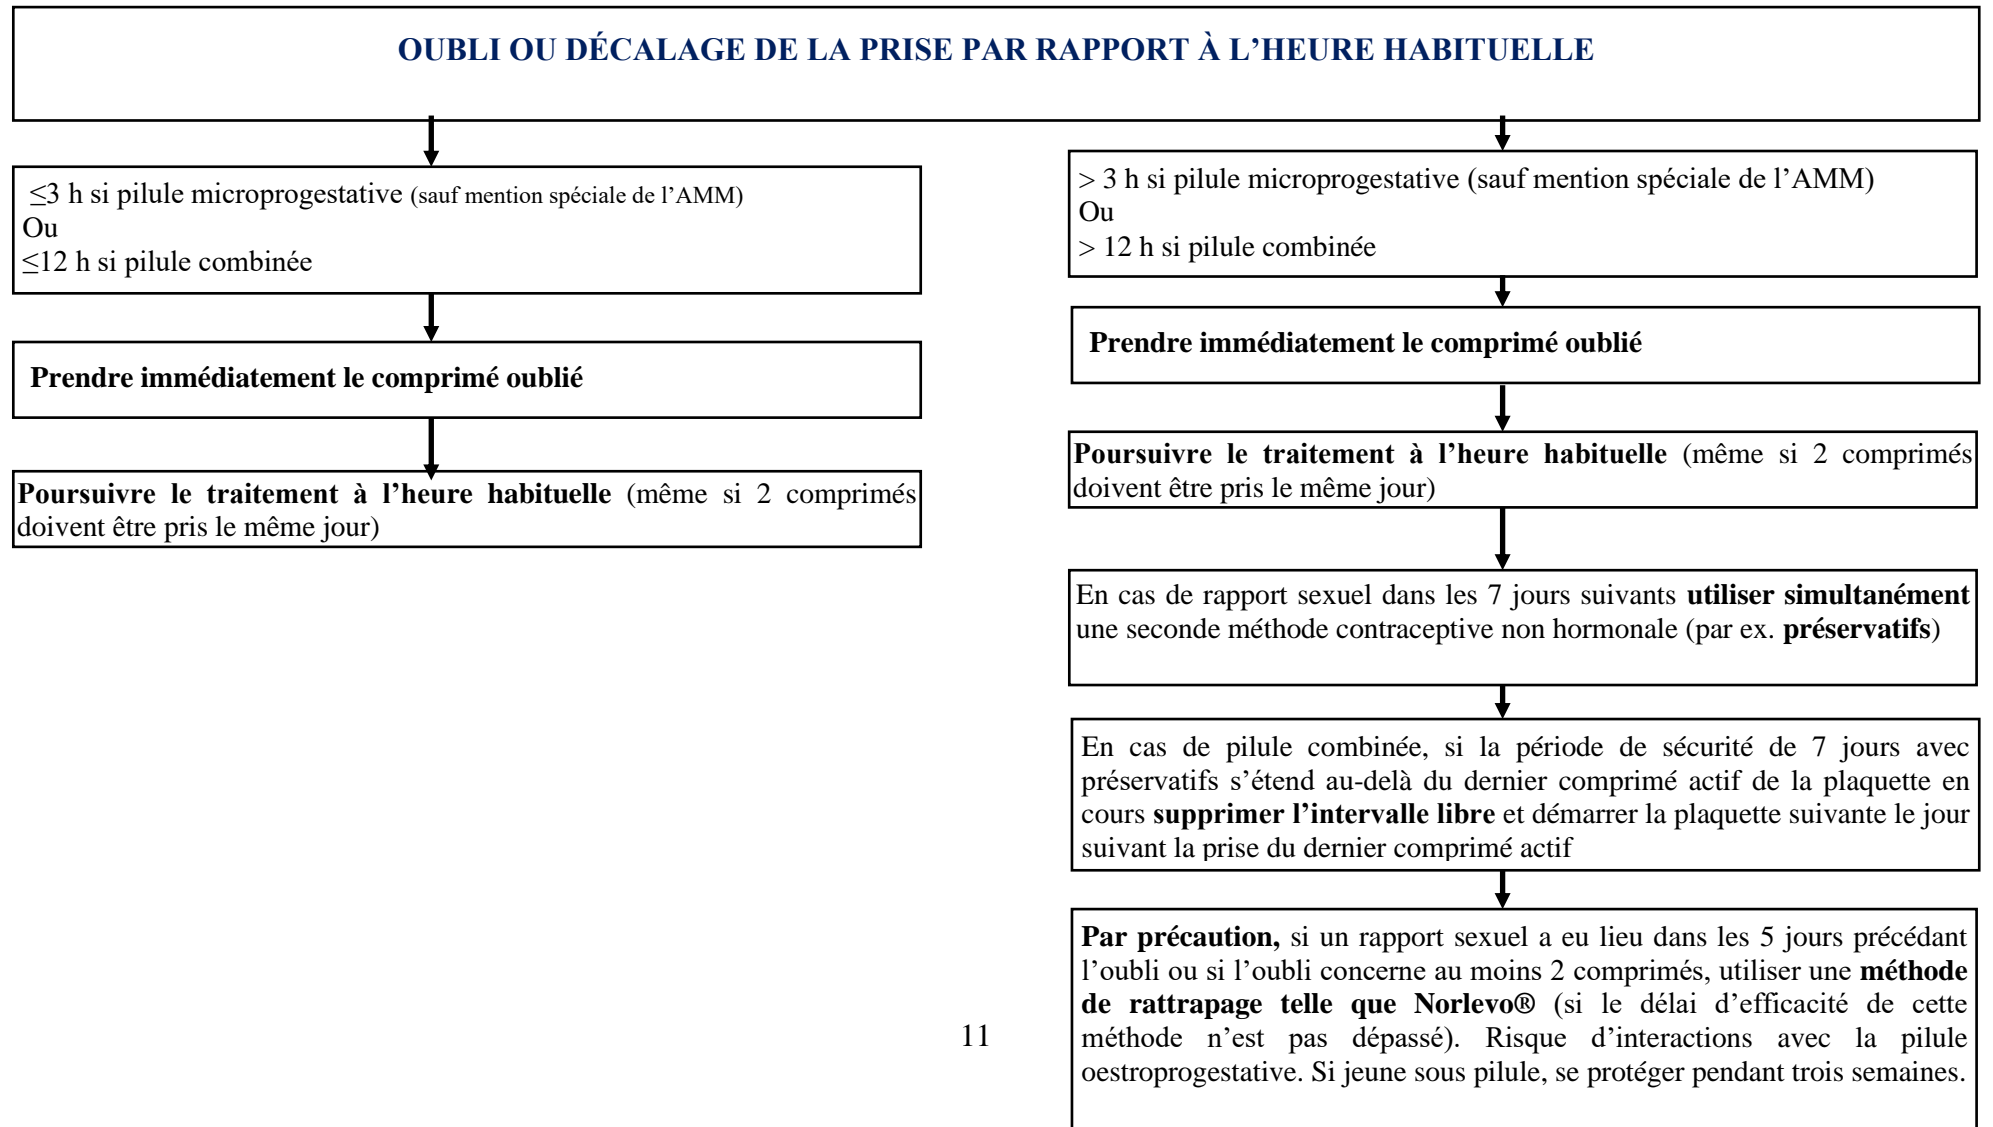 OUBLI OU DÉCALAGE DE LA PRISE PAR RAPPORT À L’HEURE HABITUELLE
≤3 h si pilule microprogestative (sauf mention spéciale de l’AMM)
Ou
≤12 h si pilule combinée
Prendre immédiatement le comprimé oublié
Poursuivre le traitement à l’heure habituelle (même si 2 comprimés
doivent être pris le même jour)
> 3 h si pilule microprogestative (sauf mention spéciale de l’AMM)
Ou
> 12 h si pilule combinée
Prendre immédiatement le comprimé oublié
Poursuivre le traitement à l’heure habituelle (même si 2 comprimés
doivent être pris le même jour)
En cas de rapport sexuel dans les 7 jours suivants utiliser simultanément
une seconde méthode contraceptive non hormonale (par ex. préservatifs)
En cas de pilule combinée, si la période de sécurité de 7 jours avec
préservatifs s’étend au-delà du dernier comprimé actif de la plaquette en
cours supprimer l’intervalle libre et démarrer la plaquette suivante le jour
suivant la prise du dernier comprimé actif
Par précaution, si un rapport sexuel a eu lieu dans les 5 jours précédant
l’oubli ou si l’oubli concerne au moins 2 comprimés, utiliser une méthode
de rattrapage telle que Norlevo® (si le délai d’efficacité de cette
méthode n’est pas dépassé). Risque d’interactions avec la pilule
oestroprogestative. Si jeune sous pilule, se protéger pendant trois semaines.
11